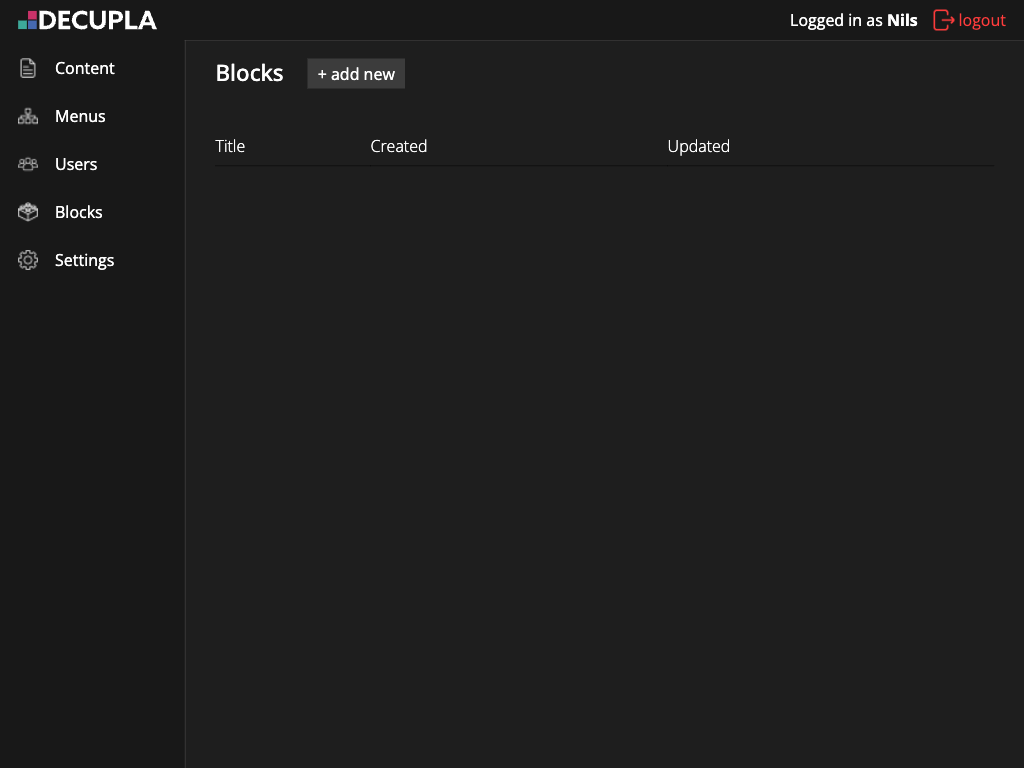 DECUPLA
Logged in as Nils logout
Content
Menus
Users
Blocks
Settings
Blocks + add new
Title Created Updated